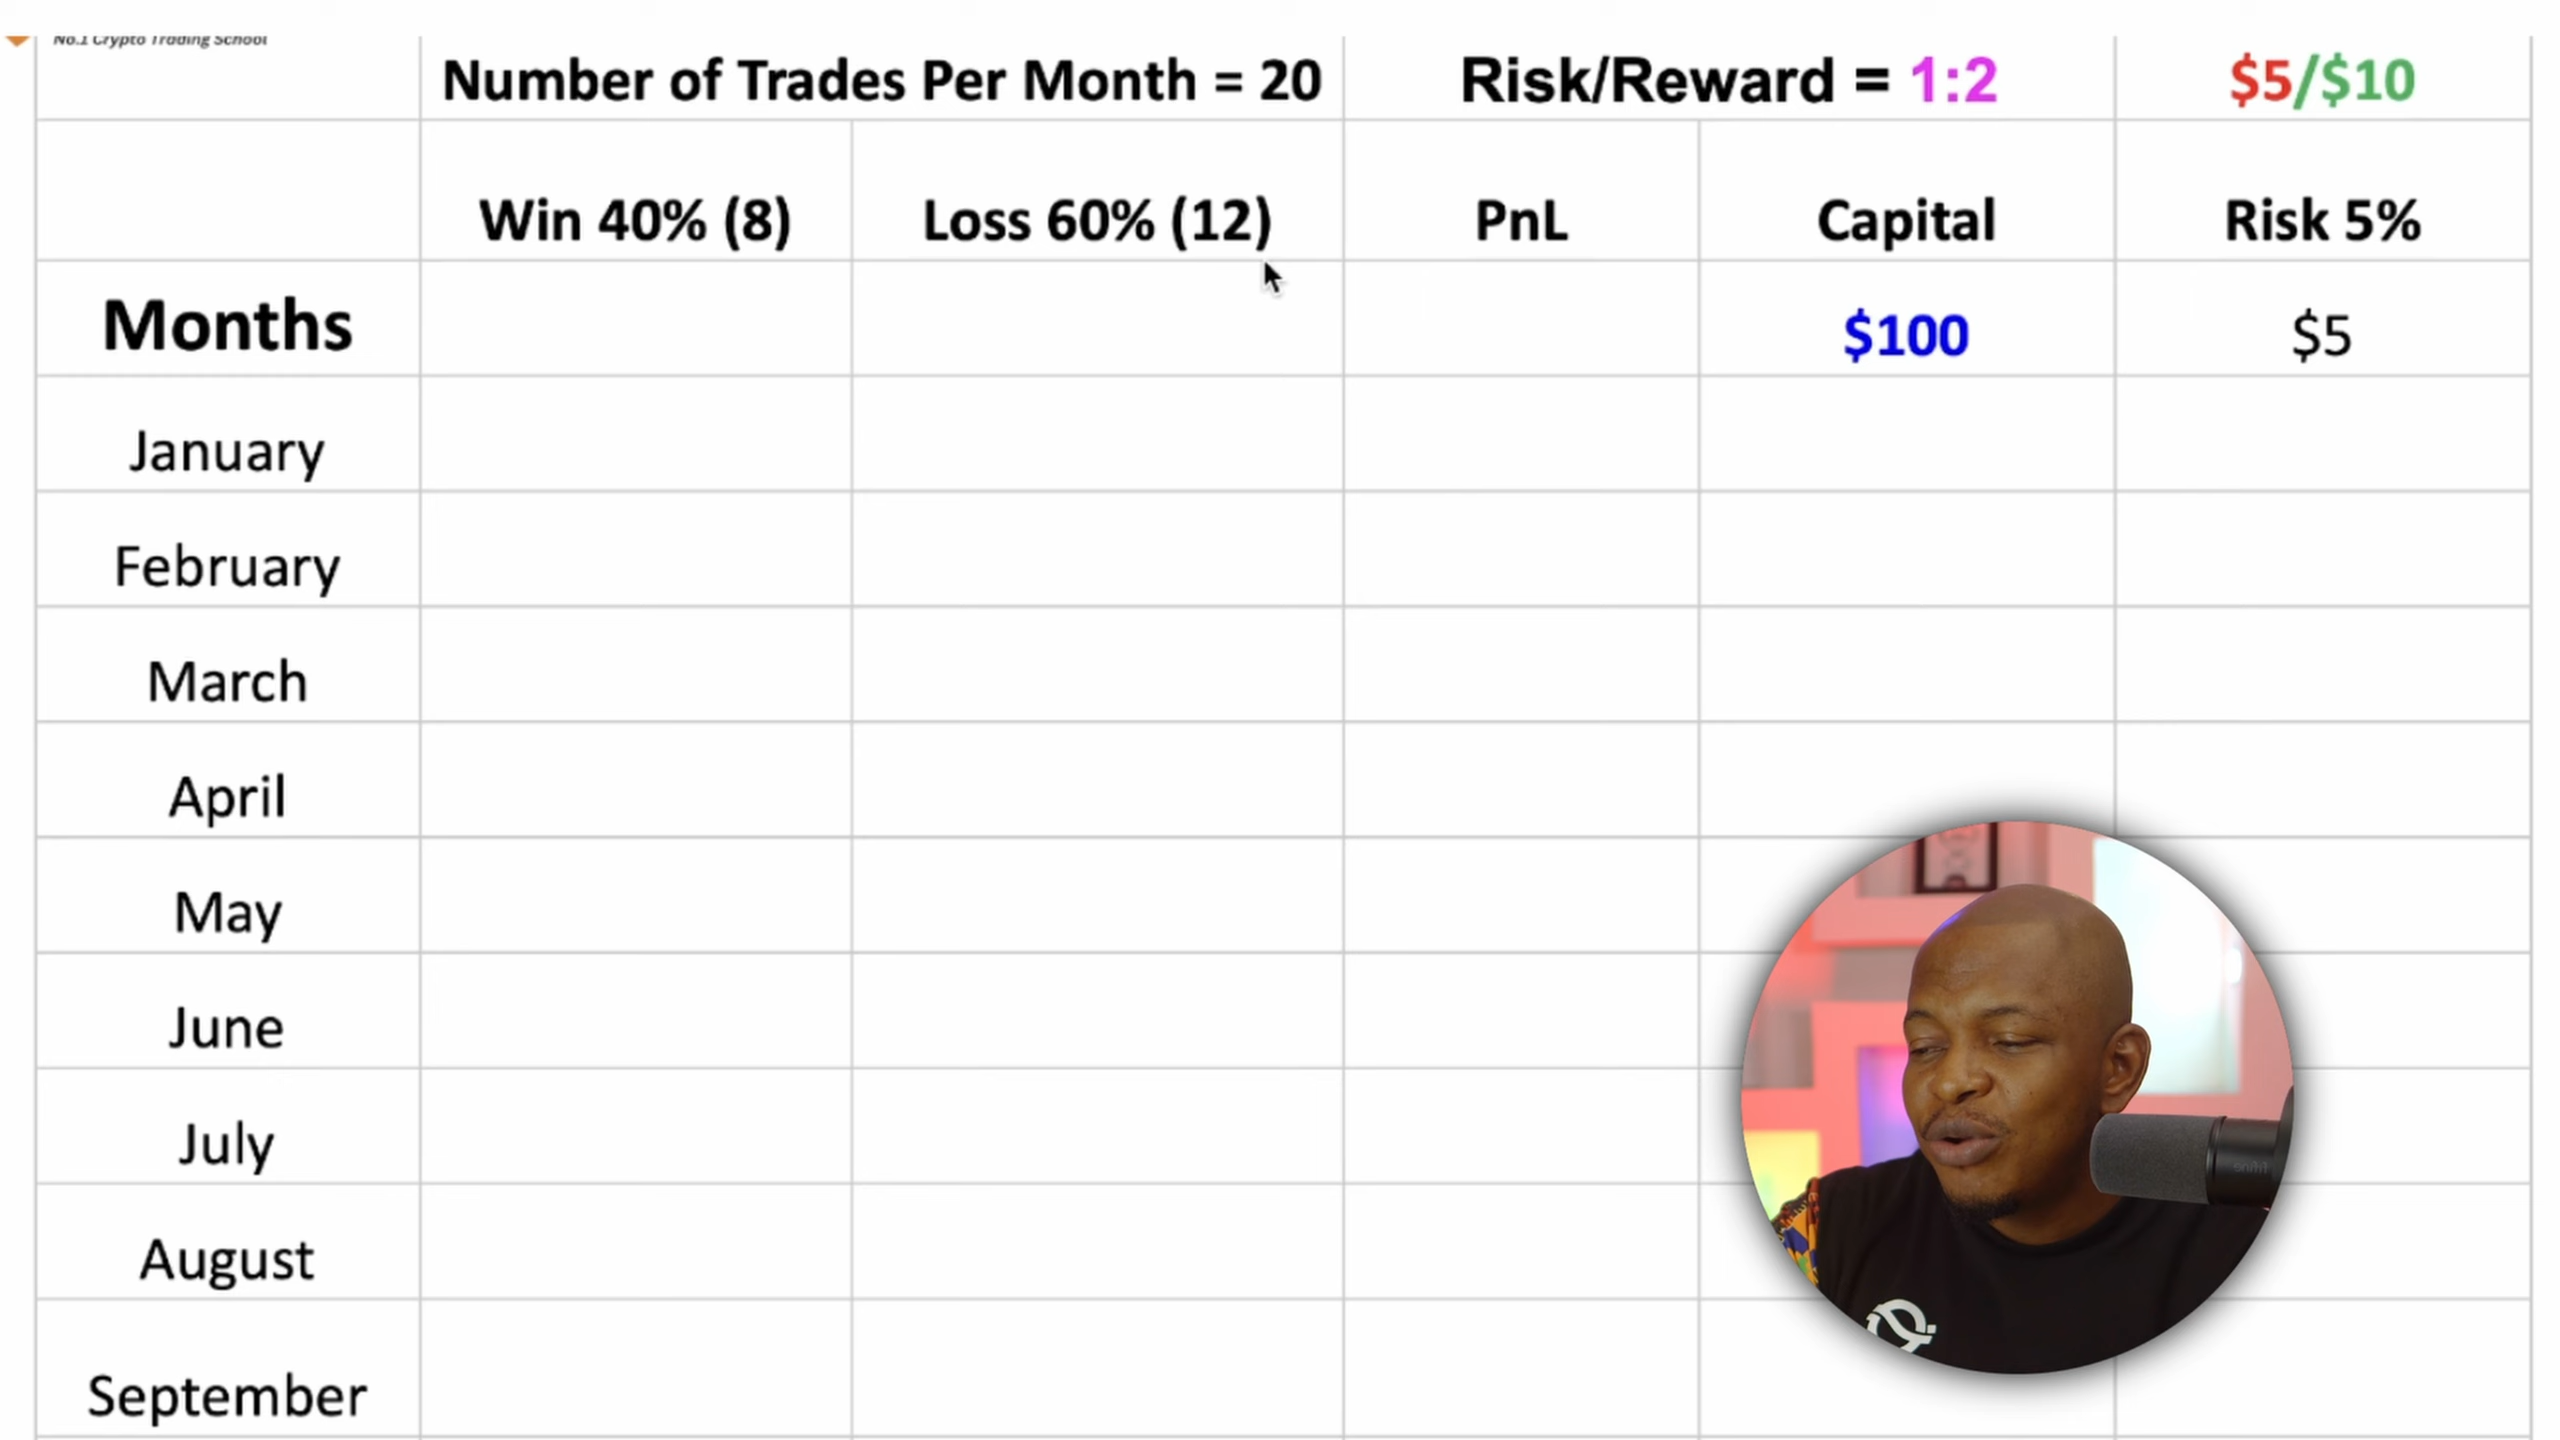 No.1 Crypto Trading School
Number of Trades Per Month = 20 Risk/Reward = 1:2 $5/$10
Win 40% (8) Loss 60% (12) PnL Capital Risk 5%
Months $100 $5
January
February
March
April
May
June
July
August
September